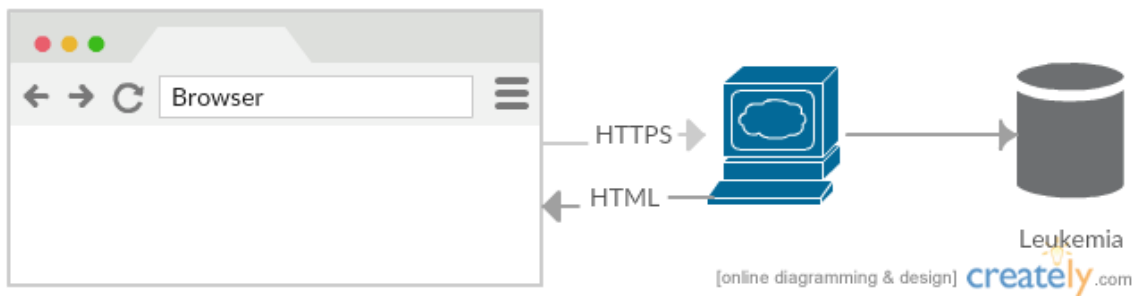 Browser
HTTPS
HTML
Leukemia
[online diagramming & design] creately.com